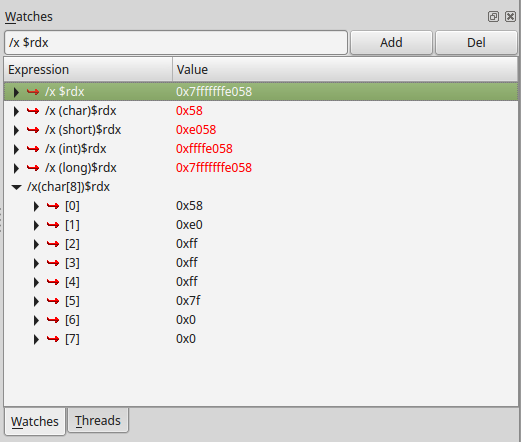 Watches
/x $rdx Add Del
Expression Value
/x $rdx 0x7fffffffe058
/x (char)$rdx 0x58
/x (short)$rdx 0xe058
/x (int)$rdx 0xffffe058
/x (long)$rdx 0x7fffffffe058
/x(char[8])$rdx
[0] 0x58
[1] 0xe0
[2] 0xff
[3] 0xff
[4] 0xff
[5] 0x7f
[6] 0x0
[7] 0x0
Watches Threads